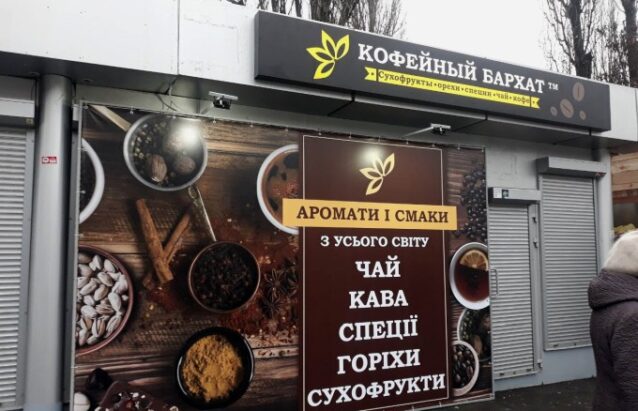 КОФЕЙНЫЙ БАРХАТ™
Сухофрукты•орехи•специи•чай•кофе
АРОМАТИ І СМАКИ
З УСЬОГО СВІТУ
ЧАЙ
КАВА
СПЕЦІЇ
ГОРІХИ
СУХОФРУКТИ